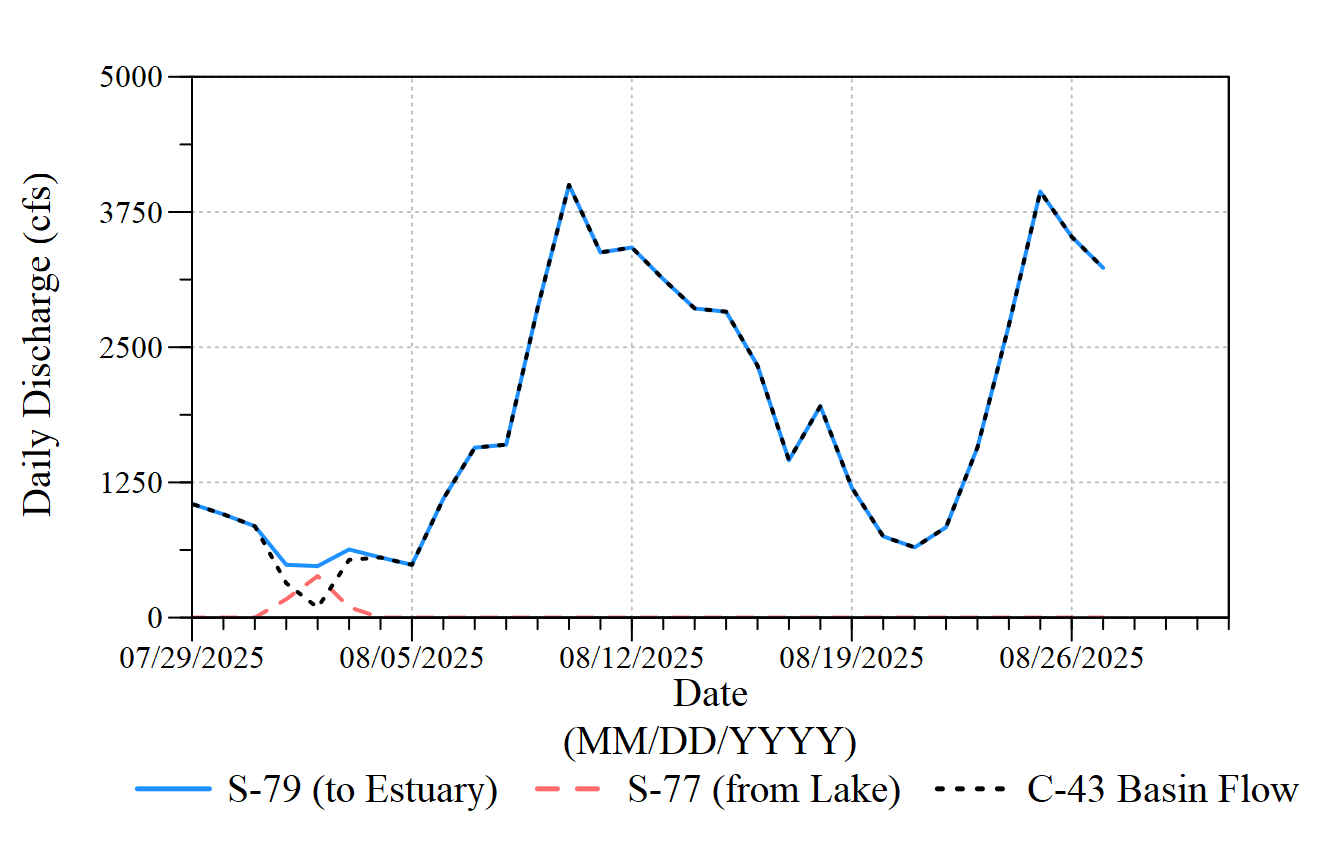 5000
3750
2500
1250
0
Daily Discharge (cfs)
07/29/2025 08/05/2025 08/12/2025 08/19/2025 08/26/2025
Date
(MM/DD/YYYY)
S-79 (to Estuary) S-77 (from Lake) C-43 Basin Flow